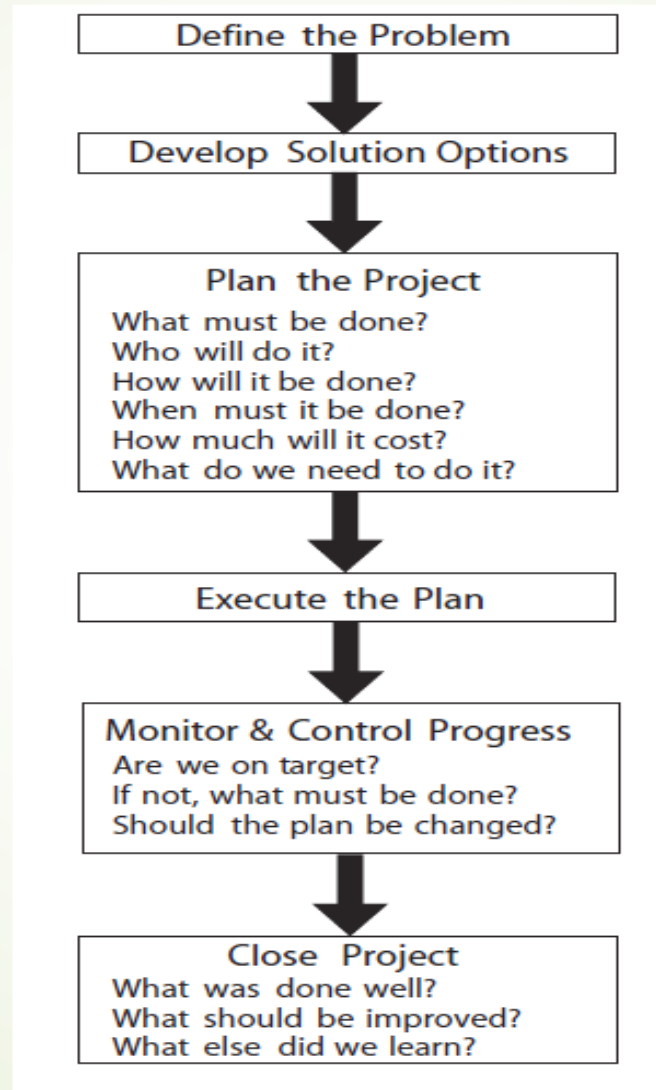 Define the Problem
Develop Solution Options
Plan the Project
What must be done?
Who will do it?
How will it be done?
When must it be done?
How much will it cost?
What do we need to do it?
Execute the Plan
Monitor & Control Progress
Are we on target?
If not, what must be done?
Should the plan be changed?
Close Project
What was done well?
What should be improved?
What else did we learn?